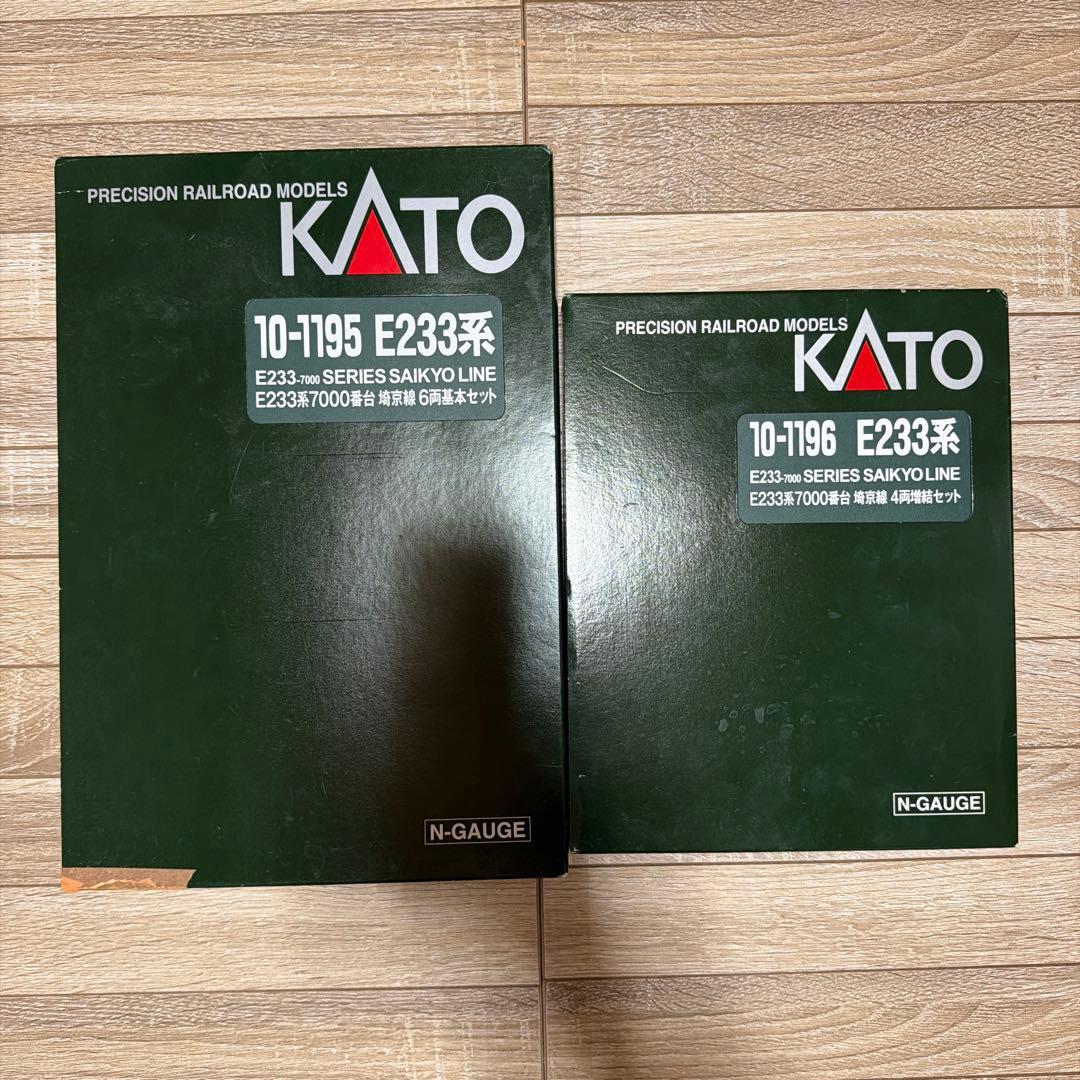 PRECISION RAILROAD MODELS
KATO
10-1195 E233系
E233-7000 SERIES SAIKYO LINE
E233系7000番台 埼京線 6両基本セット
N-GAUGE
PRECISION RAILROAD MODELS
KATO
10-1196 E233系
E233-7000 SERIES SAIKYO LINE
E233系7000番台 埼京線 4両増結セット
N-GAUGE